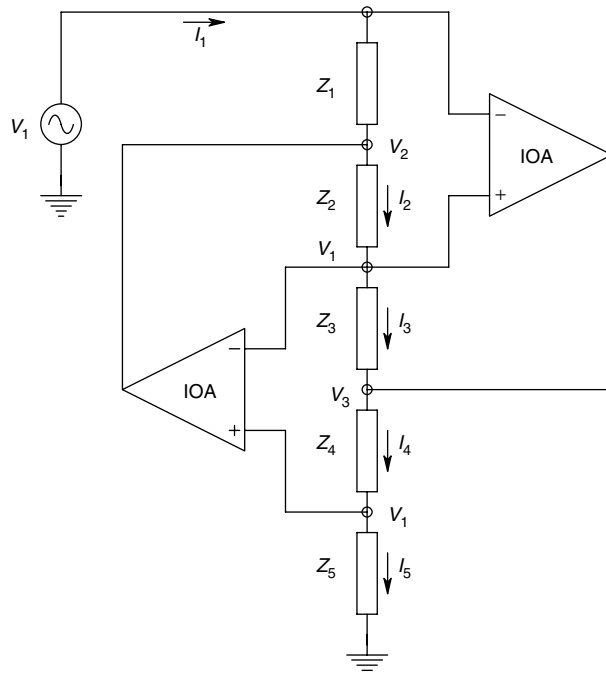 I₁
Z₁
V₁
−
IOA
V₂
+
Z₂
I₂
V₁
Z₃
I₃
−
IOA
V₃
+
Z₄
I₄
V₁
Z₅
I₅